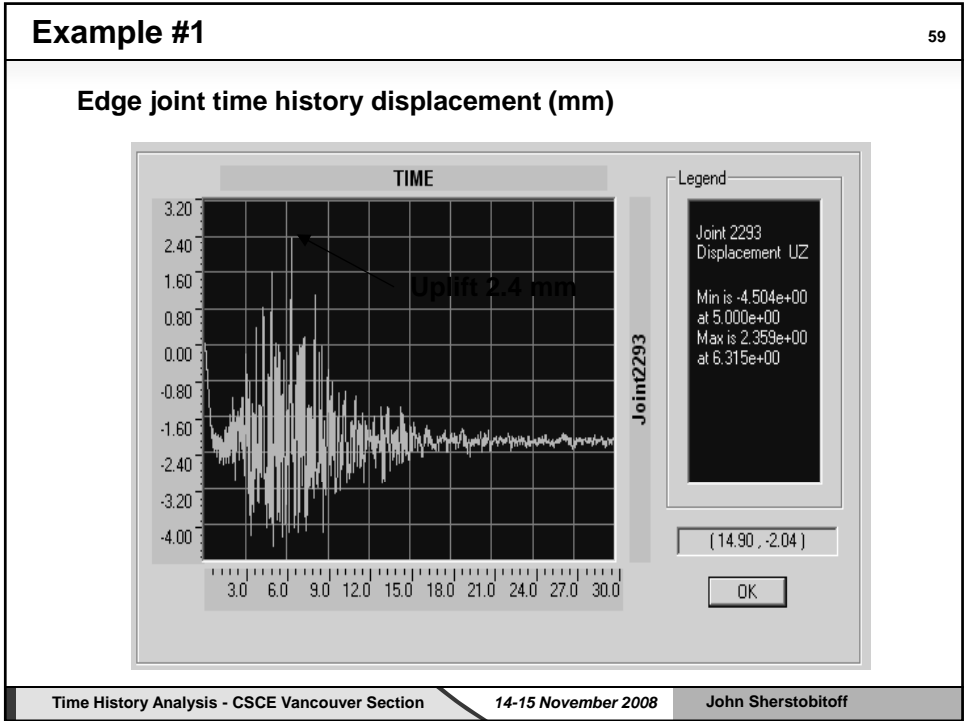 Example #1
59
Edge joint time history displacement (mm)
TIME
3.20
2.40
1.60
0.80
0.00
-0.80
-1.60
-2.40
-3.20
-4.00
Uplift 2.4 mm
3.0 6.0 9.0 12.0 15.0 18.0 21.0 24.0 27.0 30.0
Joint2293
Legend
Joint 2293
Displacement UZ
Min is -4.504e+00
at 5.000e+00
Max is 2.359e+00
at 6.315e+00
( 14.90 , -2.04 )
OK
Time History Analysis - CSCE Vancouver Section
14-15 November 2008
John Sherstobitoff